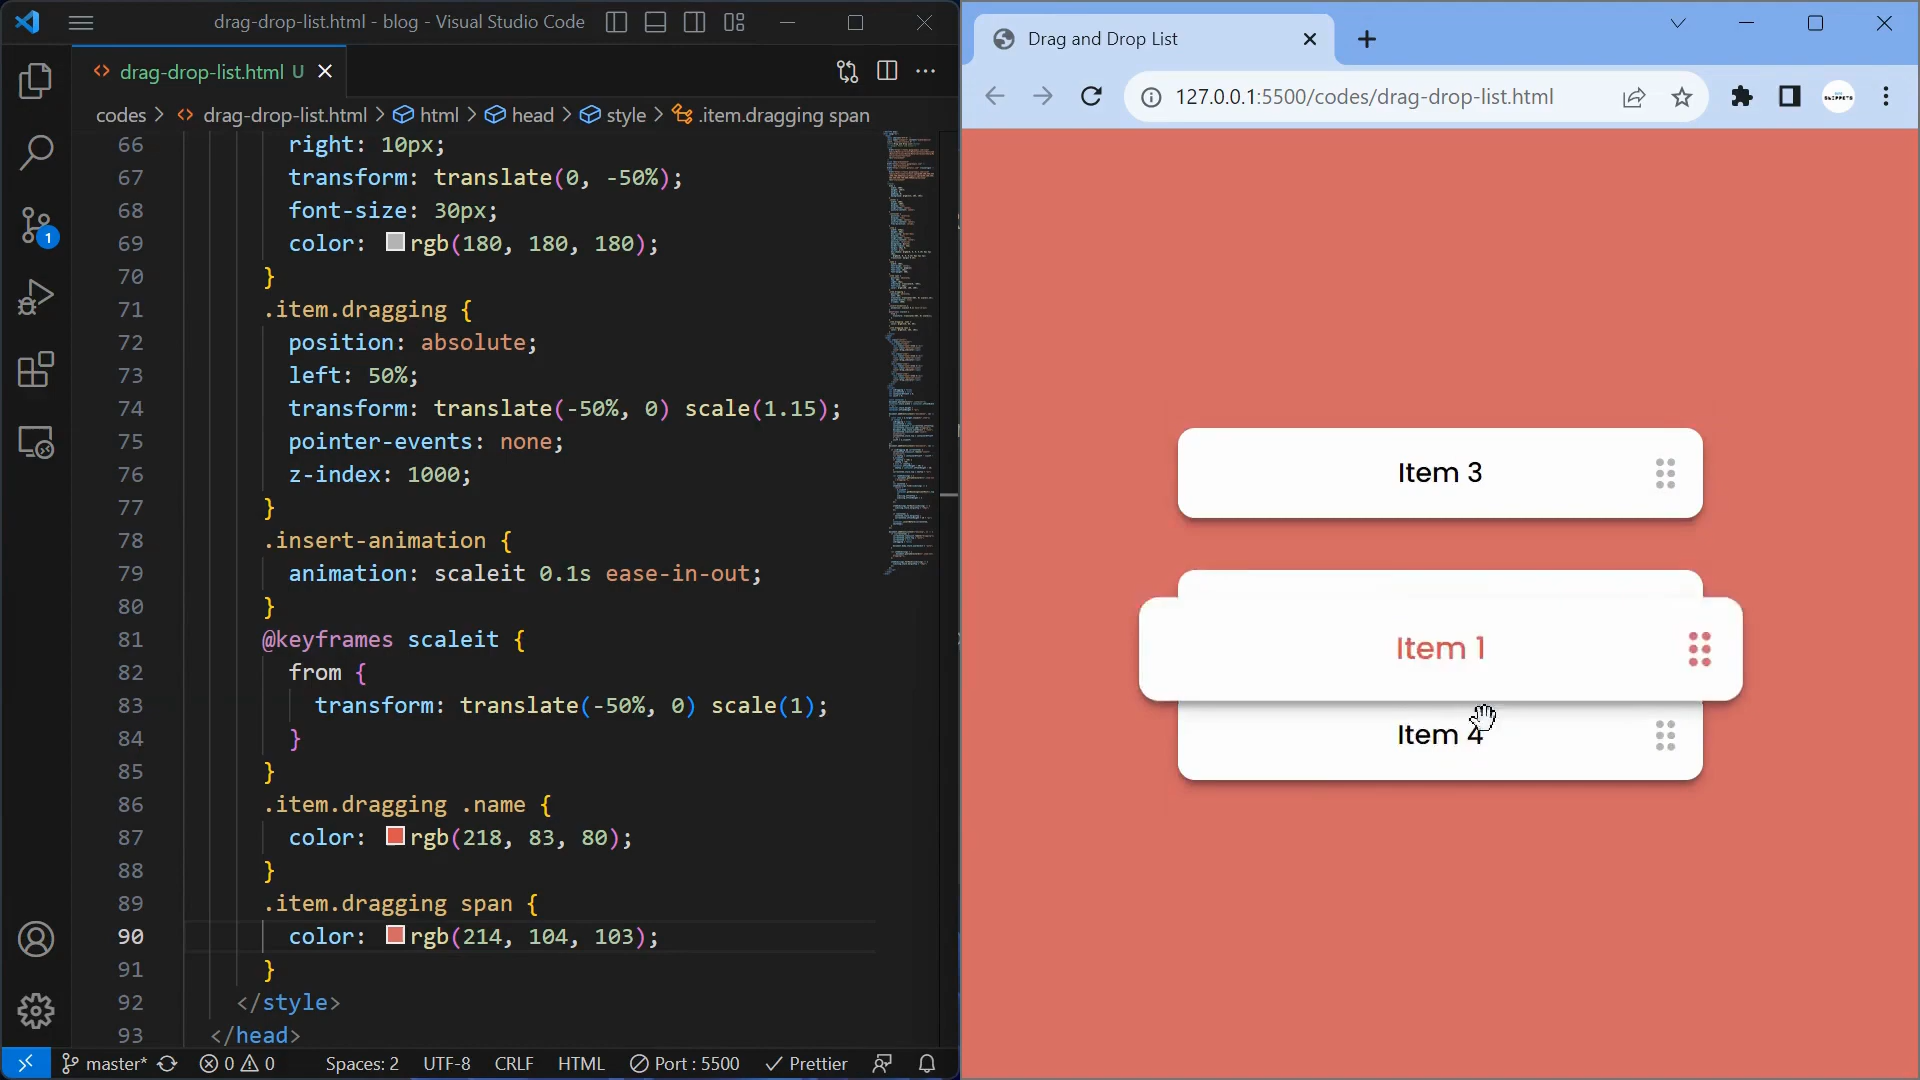 drag-drop-list.html - blog - Visual Studio Code
drag-drop-list.html U
codes > drag-drop-list.html > html > head > style > .item.dragging span
66 right: 10px;
67 transform: translate(0, -50%);
68 font-size: 30px;
69 color: rgb(180, 180, 180);
70 }
71 .item.dragging {
72 position: absolute;
73 left: 50%;
74 transform: translate(-50%, 0) scale(1.15);
75 pointer-events: none;
76 z-index: 1000;
77 }
78 .insert-animation {
79 animation: scaleit 0.1s ease-in-out;
80 }
81 @keyframes scaleit {
82 from {
83 transform: translate(-50%, 0) scale(1);
84 }
85 }
86 .item.dragging .name {
87 color: rgb(218, 83, 80);
88 }
89 .item.dragging span {
90 color: rgb(214, 104, 103);
91 }
92 </style>
93 </head>
1
master* 0 0 Spaces: 2 UTF-8 CRLF HTML Port : 5500 Prettier
Drag and Drop List
127.0.0.1:5500/codes/drag-drop-list.html
Item 3
Item 1
Item 4